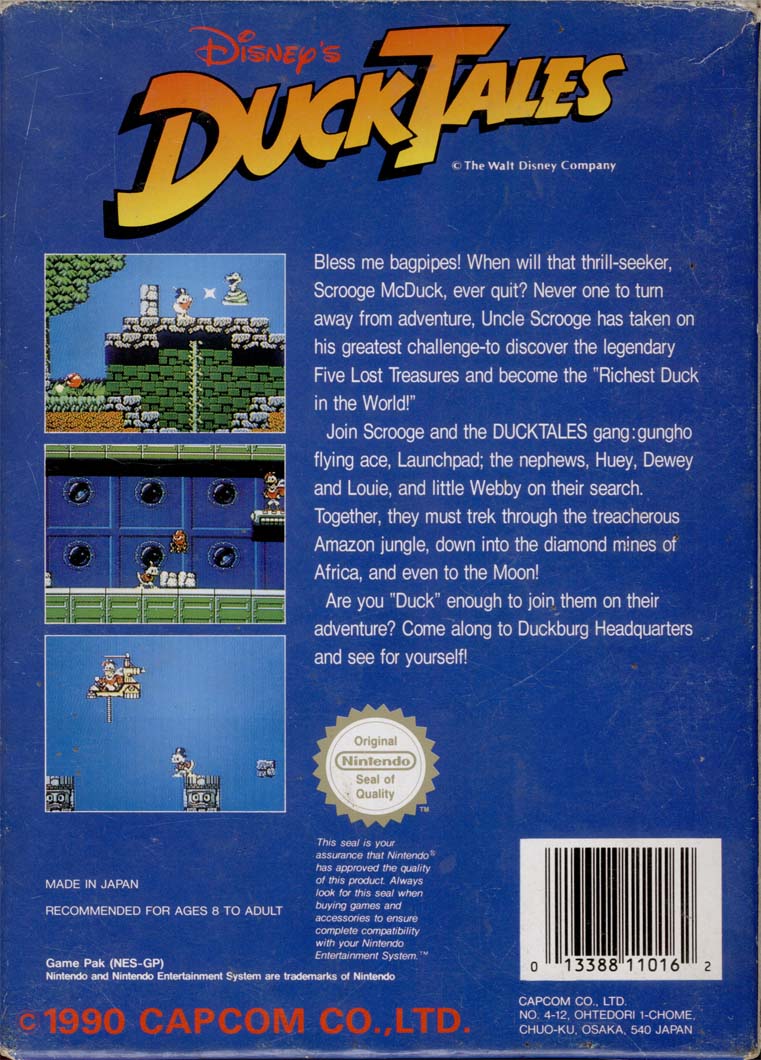 Disney's
DUCKTALES
© The Walt Disney Company
Bless me bagpipes! When will that thrill-seeker,
Scrooge McDuck, ever quit? Never one to turn
away from adventure, Uncle Scrooge has taken on
his greatest challenge-to discover the legendary
Five Lost Treasures and become the "Richest Duck
in the World!"
Join Scrooge and the DUCKTALES gang:gungho
flying ace, Launchpad; the nephews, Huey, Dewey
and Louie, and little Webby on their search.
Together, they must trek through the treacherous
Amazon jungle, down into the diamond mines of
Africa, and even to the Moon!
Are you "Duck" enough to join them on their
adventure? Come along to Duckburg Headquarters
and see for yourself!
Original
Nintendo
Seal of
Quality
TM
This seal is your
assurance that Nintendo®
has approved the quality
of this product. Always
look for this seal when
buying games and
accessories to ensure
complete compatibility
with your Nintendo
Entertainment System.™
MADE IN JAPAN
RECOMMENDED FOR AGES 8 TO ADULT
Game Pak (NES-GP)
Nintendo and Nintendo Entertainment System are trademarks of Nintendo
© 1990 CAPCOM CO.,LTD.
0 13388 11016 2
CAPCOM CO., LTD.
NO. 4-12, OHTEDORI 1-CHOME,
CHUO-KU, OSAKA, 540 JAPAN